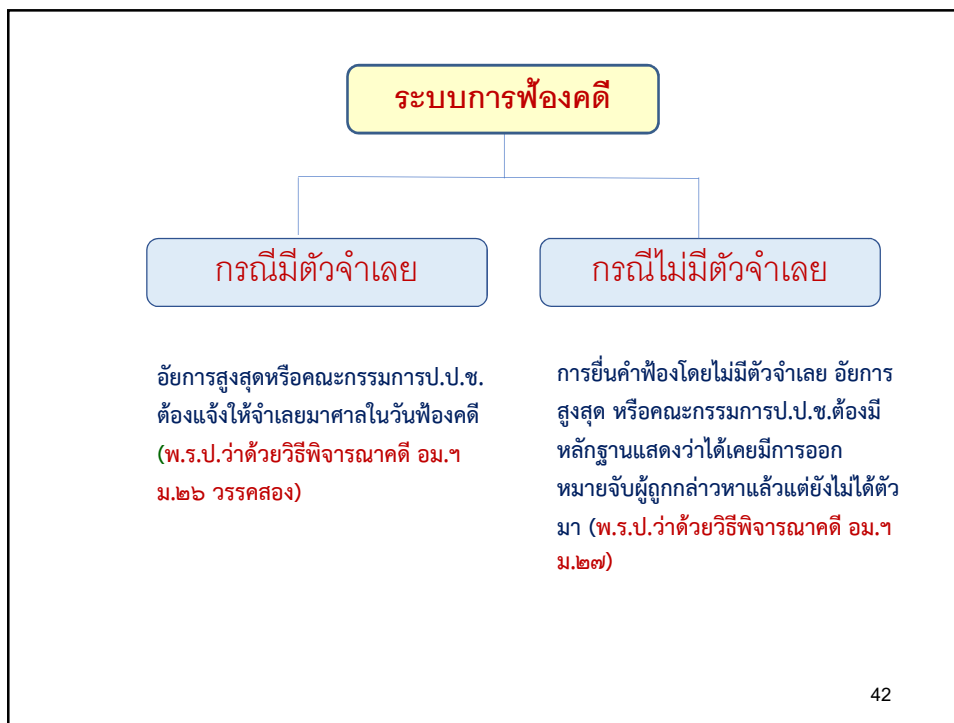 ระบบการฟ้องคดี
กรณีมีตัวจำเลย
อัยการสูงสุดหรือคณะกรรมการป.ป.ช.
ต้องแจ้งให้จำเลยมาศาลในวันฟ้องคดี
(พ.ร.ป.ว่าด้วยวิธีพิจารณาคดี อม.ฯ
ม.๒๖ วรรคสอง)
กรณีไม่มีตัวจำเลย
การยื่นคำฟ้องโดยไม่มีตัวจำเลย อัยการ
สูงสุด หรือคณะกรรมการป.ป.ช.ต้องมี
หลักฐานแสดงว่าได้เคยมีการออก
หมายจับผู้ถูกกล่าวหาแล้วแต่ยังไม่ได้ตัว
มา (พ.ร.ป.ว่าด้วยวิธีพิจารณาคดี อม.ฯ
ม.๒๗)
42